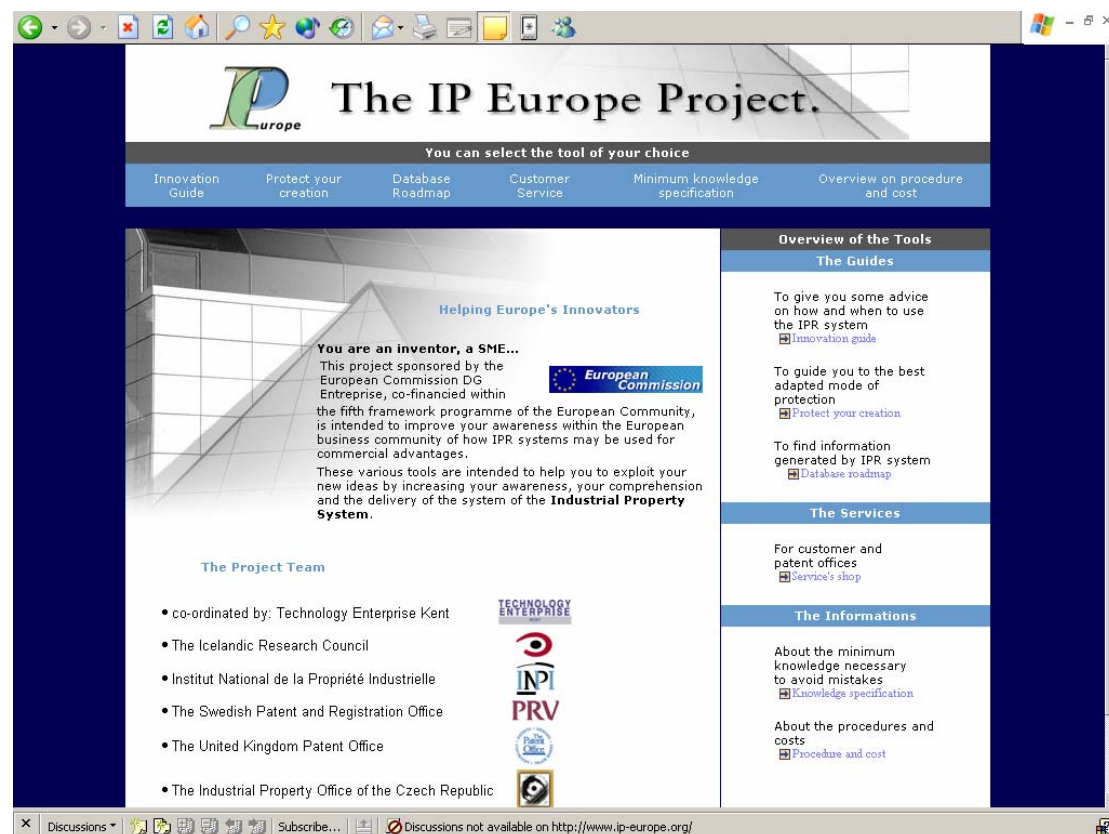 IP
Europe
The IP Europe Project.
You can select the tool of your choice
Innovation
Guide
Protect your
creation
Database
Roadmap
Customer
Service
Minimum knowledge
specification
Overview on procedure
and cost
Helping Europe's Innovators
You are an inventor, a SME...
This project sponsored by the
European Commission DG
Entreprise, co-financied within
European
Commission
the fifth framework programme of the European Community,
is intended to improve your awareness within the European
business community of how IPR systems may be used for
commercial advantages.
These various tools are intended to help you to exploit your
new ideas by increasing your awareness, your comprehension
and the delivery of the system of the Industrial Property
System.
The Project Team
• co-ordinated by: Technology Enterprise Kent
TECHNOLOGY
ENTERPRISE
• The Icelandic Research Council
• Institut National de la Propriété Industrielle
INPI
• The Swedish Patent and Registration Office
PRV
• The United Kingdom Patent Office
The
Patent
Office
• The Industrial Property Office of the Czech Republic
Overview of the Tools
The Guides
To give you some advice
on how and when to use
the IPR system
Innovation guide
To guide you to the best
adapted mode of
protection
Protect your creation
To find information
generated by IPR system
Database roadmap
The Services
For customer and
patent offices
Service's shop
The Informations
About the minimum
knowledge necessary
to avoid mistakes
Knowledge specification
About the procedures and
costs
Procedure and cost
Discussions
Subscribe...
Discussions not available on http://www.ip-europe.org/